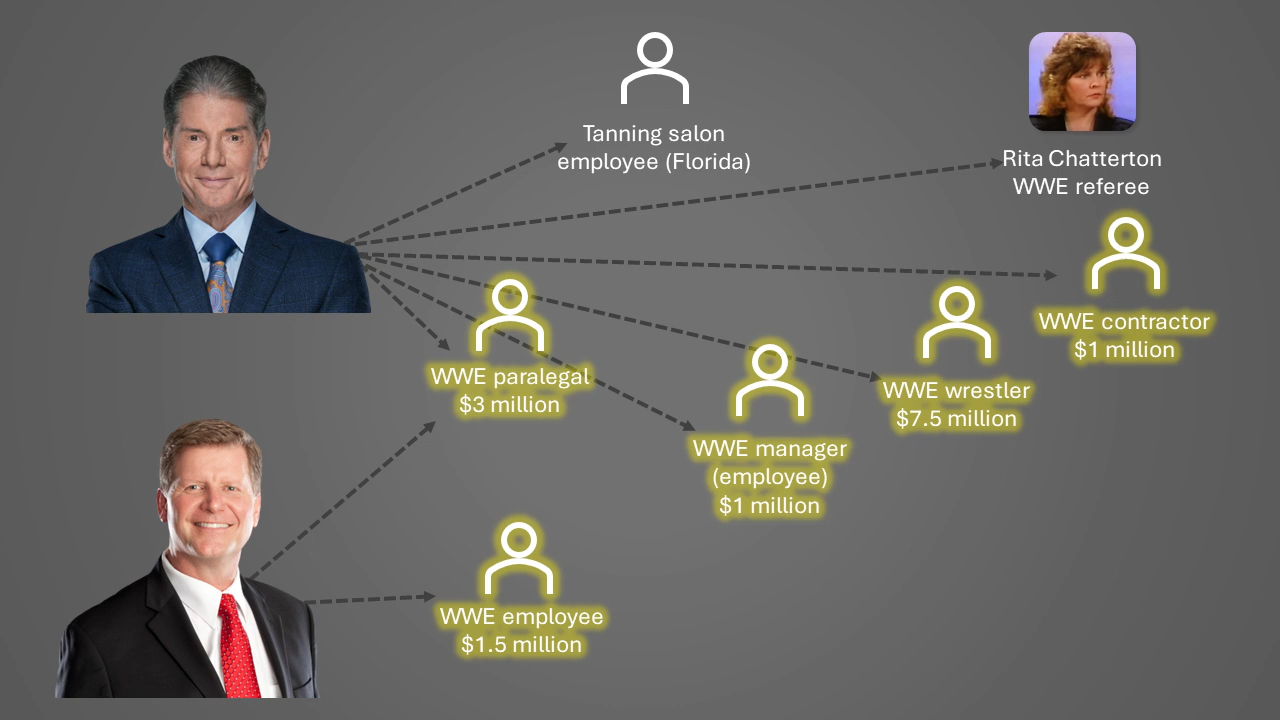 Tanning salon
employee (Florida)
Rita Chatterton
WWE referee
WWE contractor
$1 million
WWE paralegal
$3 million
WWE wrestler
$7.5 million
WWE manager
(employee)
$1 million
WWE employee
$1.5 million